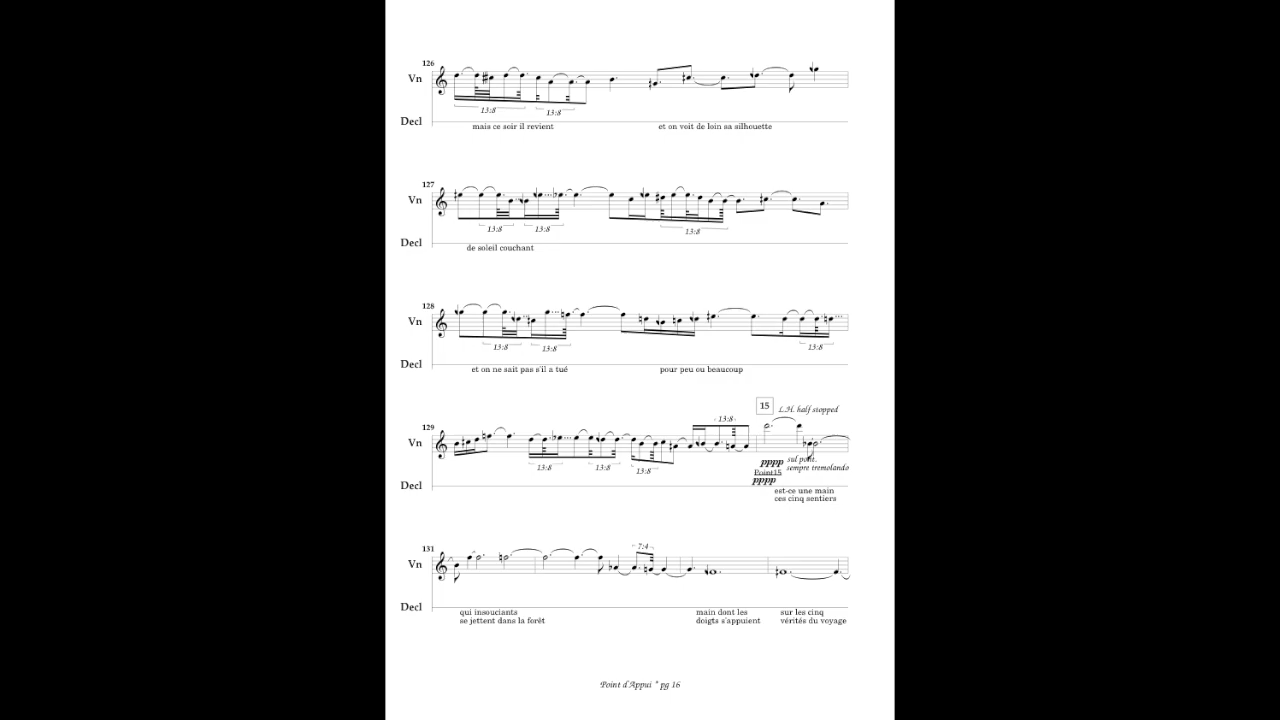 126
Vn
13:8
13:8
Decl
mais ce soir il revient et on voit de loin sa silhouette
127
Vn
13:8 13:8 13:8
Decl
de soleil couchant
128
Vn
13:8 13:8 13:8
Decl
et on ne sait pas s'il a tué pour peu ou beaucoup
15 L.H. half stopped
13:8
129
Vn
13:8 13:8 13:8
pppp sul pont.
sempre tremolando
Point15
pppp
Decl
est-ce une main
ces cinq sentiers
131
7:4
Vn
Decl
qui insouciants main dont les sur les cinq
se jettent dans la forêt doigts s'appuient vérités du voyage
Point d'Appui * pg 16